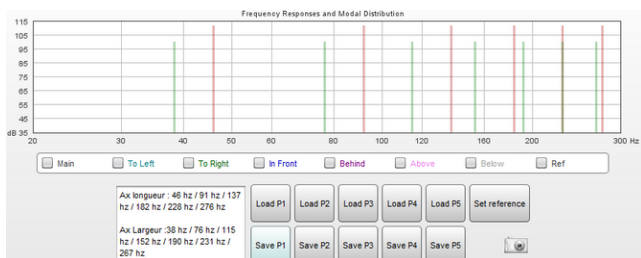 Frequency Responses and Modal Distribution
115
105
95
85
75
65
55
45
dB 35
20 30 40 50 60 80 100 120 160 200 300 Hz
Main To Left To Right In Front Behind Above Below Ref
Ax longueur : 46 hz / 91 hz / 137
hz / 182 hz / 228 hz / 276 hz
Ax Largeur :38 hz / 76 hz / 115
hz / 152 hz / 190 hz / 231 hz /
267 hz
Load P1 Load P2 Load P3 Load P4 Load P5 Set reference
Save P1 Save P2 Save P3 Save P4 Save P5